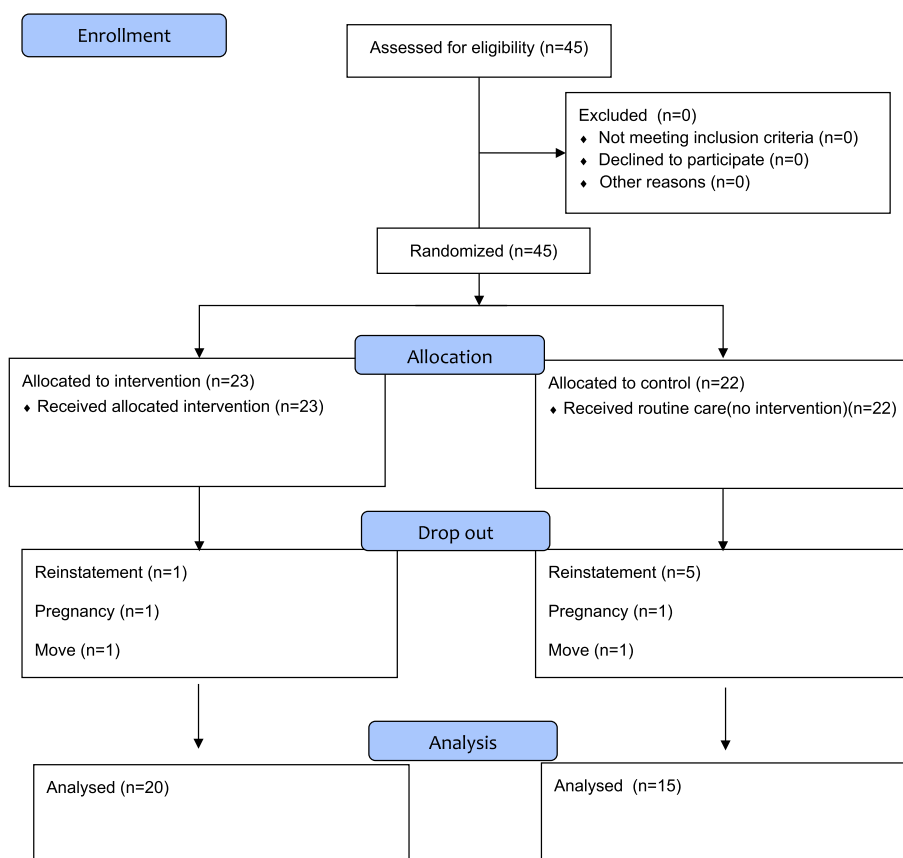 Enrollment
Assessed for eligibility (n=45)
Excluded (n=0)
♦ Not meeting inclusion criteria (n=0)
♦ Declined to participate (n=0)
♦ Other reasons (n=0)
Randomized (n=45)
Allocation
Allocated to intervention (n=23)
♦ Received allocated intervention (n=23)
Allocated to control (n=22)
♦ Received routine care(no intervention)(n=22)
Drop out
Reinstatement (n=1)
Pregnancy (n=1)
Move (n=1)
Reinstatement (n=5)
Pregnancy (n=1)
Move (n=1)
Analysis
Analysed (n=20)
Analysed (n=15)